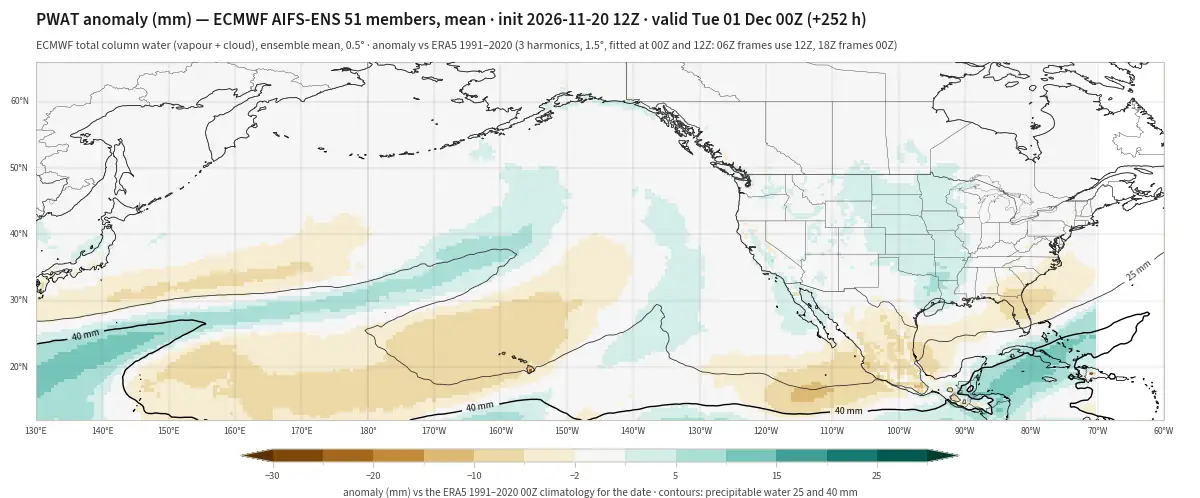 PWAT anomaly (mm) — ECMWF AIFS-ENS 51 members, mean · init 2026-11-20 12Z · valid Tue 01 Dec 00Z (+252 h)
ECMWF total column water (vapour + cloud), ensemble mean, 0.5° · anomaly vs ERA5 1991–2020 (3 harmonics, 1.5°, fitted at 00Z and 12Z: 06Z frames use 12Z, 18Z frames 00Z)
60°N
50°N
40°N
30°N
20°N
25 mm
40 mm
40 mm
40 mm
130°E 140°E 150°E 160°E 170°E 180° 170°W 160°W 150°W 140°W 130°W 120°W 110°W 100°W 90°W 80°W 70°W 60°W
−30 −20 −10 −2 5 15 25
anomaly (mm) vs the ERA5 1991–2020 00Z climatology for the date · contours: precipitable water 25 and 40 mm